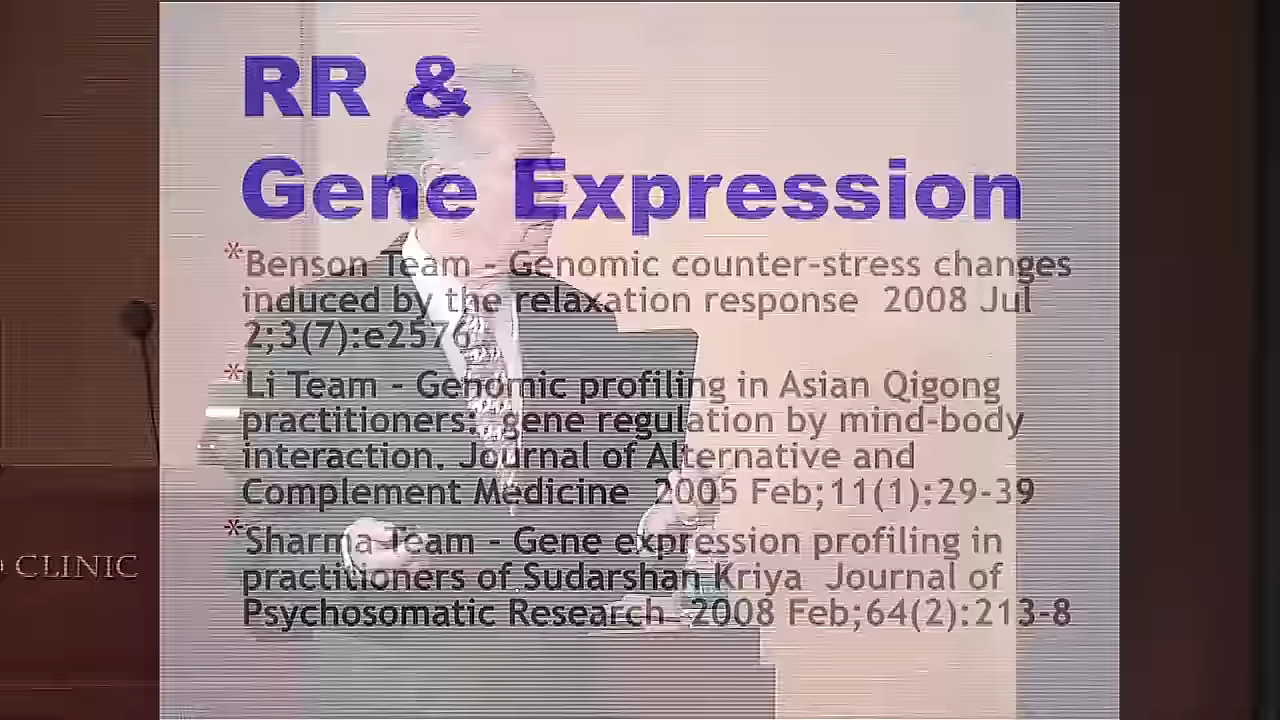 RR &
Gene Expression
*Benson Team - Genomic counter-stress changes
induced by the relaxation response 2008 Jul
2;3(7):e2576
*Li Team - Genomic profiling in Asian Qigong
practitioners: gene regulation by mind-body
interaction. Journal of Alternative and
Complement Medicine 2005 Feb;11(1):29-39
*Sharma Team - Gene expression profiling in
practitioners of Sudarshan Kriya Journal of
Psychosomatic Research 2008 Feb;64(2):213-8
CLINIC